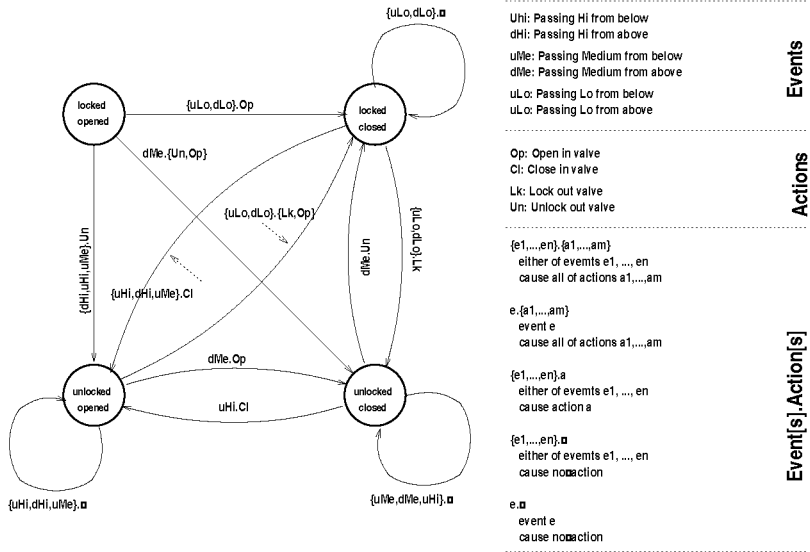 {uLo,dLo}.¤
locked
opened
{uLo,dLo}.Op
locked
closed
dMe.{Un,Op}
{uLo,dLo}.{Lk,Op}
{dHi,uHi,uMe}.Un
{uHi,dHi,uMe}.Cl
dMe.Un
{uLo,dLo}.Lk
dMe.Op
unlocked
opened
unlocked
closed
uHi.Cl
{uHi,dHi,uMe}.¤
{uMe,dMe,uHi}.¤
Uhi: Passing Hi from below
dHi: Passing Hi from above
uMe: Passing Medium from below
dMe: Passing Medium from above
uLo: Passing Lo from below
uLo: Passing Lo from above
Events
Op: Open in valve
Cl: Close in valve
Lk: Lock out valve
Un: Unlock out valve
Actions
{e1,...,en}.{a1,...,am}
either of evemts e1, ..., en
cause all of actions a1,...,am
e.{a1,...,am}
event e
cause all of actions a1,...,am
{e1,...,en}.a
either of evemts e1, ..., en
cause action a
{e1,...,en}.¤
either of evemts e1, ..., en
cause no¤action
e.¤
event e
cause no¤action
Event[s].Action[s]